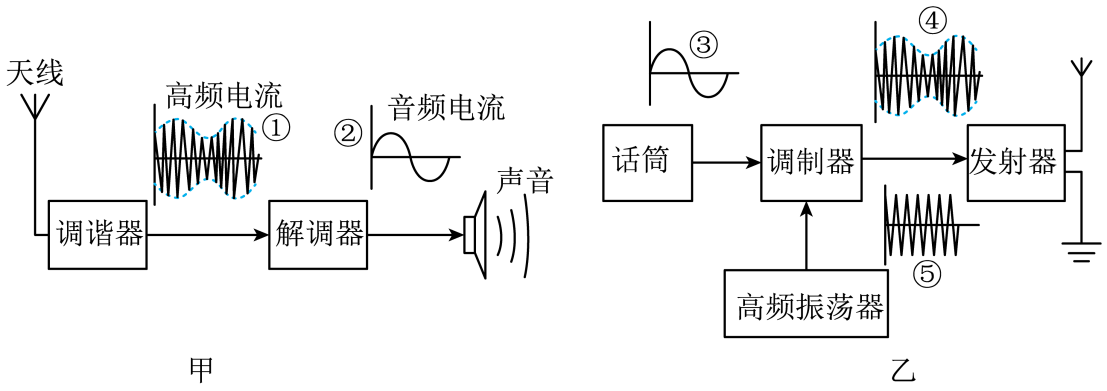 天线
高频电流
①
②
音频电流
声音
调谐器
解调器
甲
③
④
话筒
调制器
发射器
⑤
高频振荡器
乙